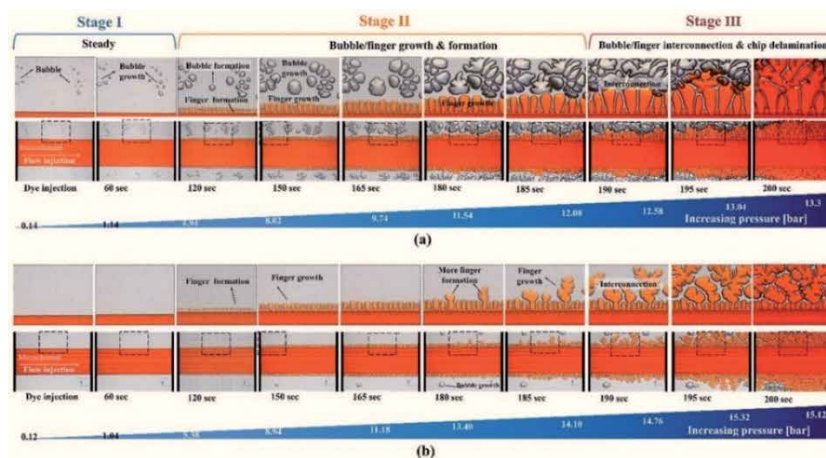 Stage I
Stage II
Stage III
Steady
Bubble/finger growth & formation
Bubble/finger interconnection & chip delamination
Bubble
Bubble growth
Bubble formation
Finger formation
Bubble growth
Finger growth
Finger growth
Interconnection
Flow injection
Dye injection 60 sec 120 sec 150 sec 165 sec 180 sec 185 sec 190 sec 195 sec 200 sec
0.14 1.14 8.02 9.74 11.54 12.08 12.58 13.04 13.3
Increasing pressure [bar]
(a)
Finger formation
Finger growth
More finger formation
Finger growth
Interconnection
Flow injection
Bubble growth
Dye injection 60 sec 120 sec 150 sec 165 sec 180 sec 185 sec 190 sec 195 sec 200 sec
0.12 1.04 8.94 11.18 13.40 14.10 14.76 15.32 15.12
Increasing pressure [bar]
(b)